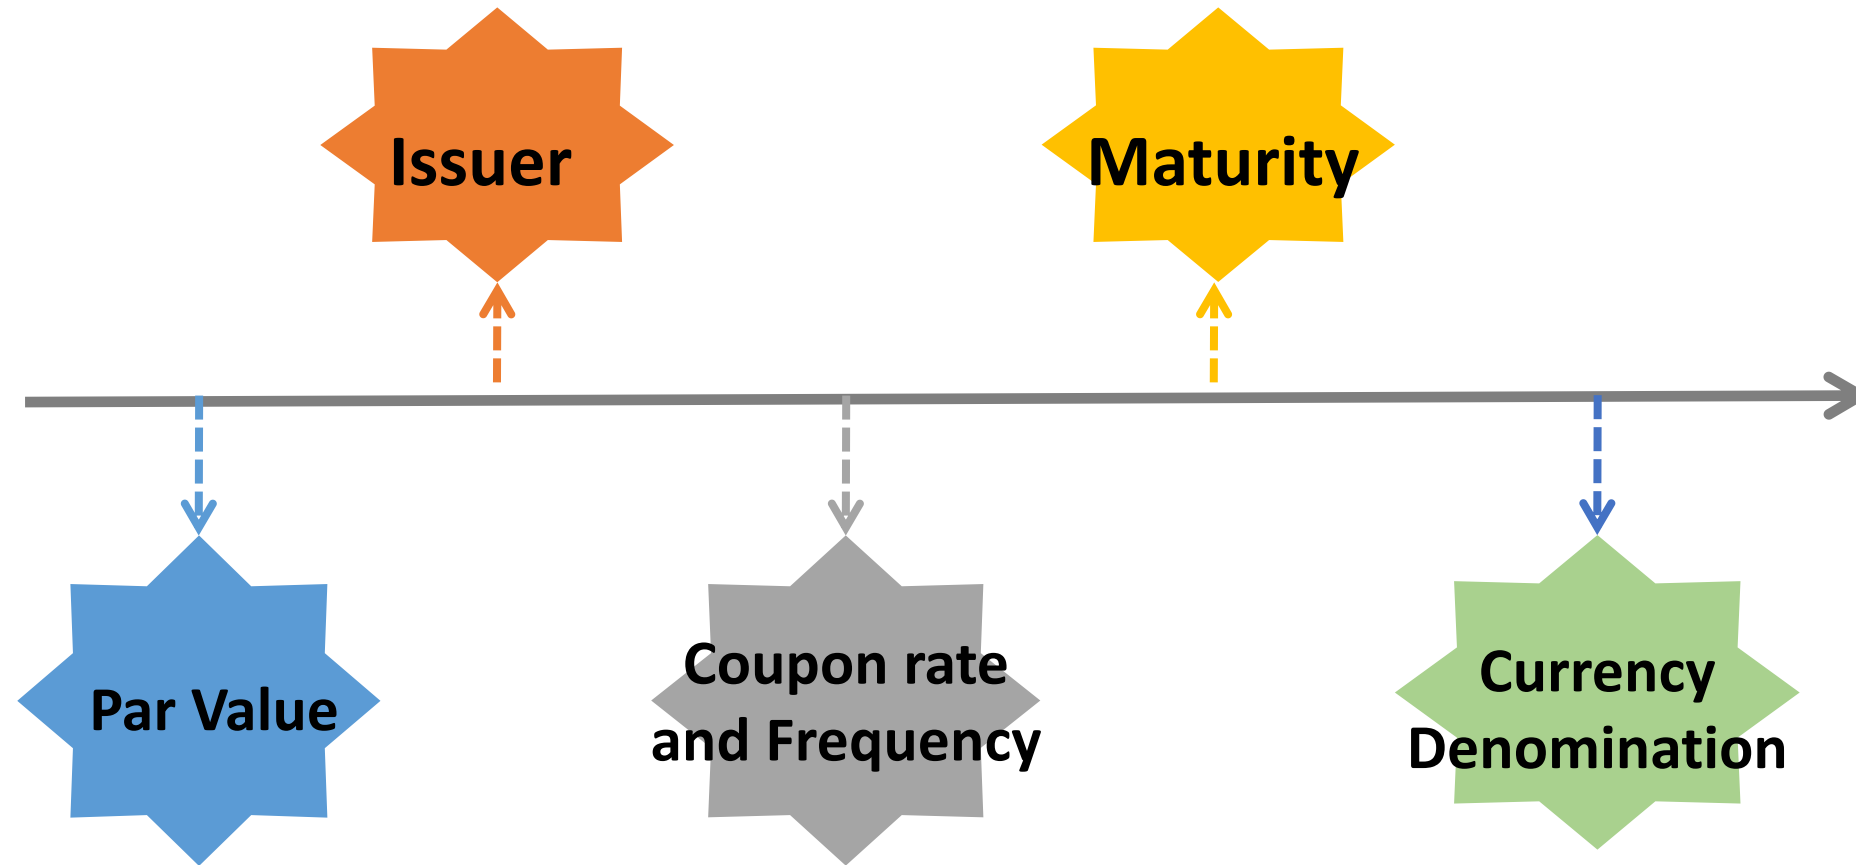 Issuer
Maturity
Par Value
Coupon rate
and Frequency
Currency
Denomination